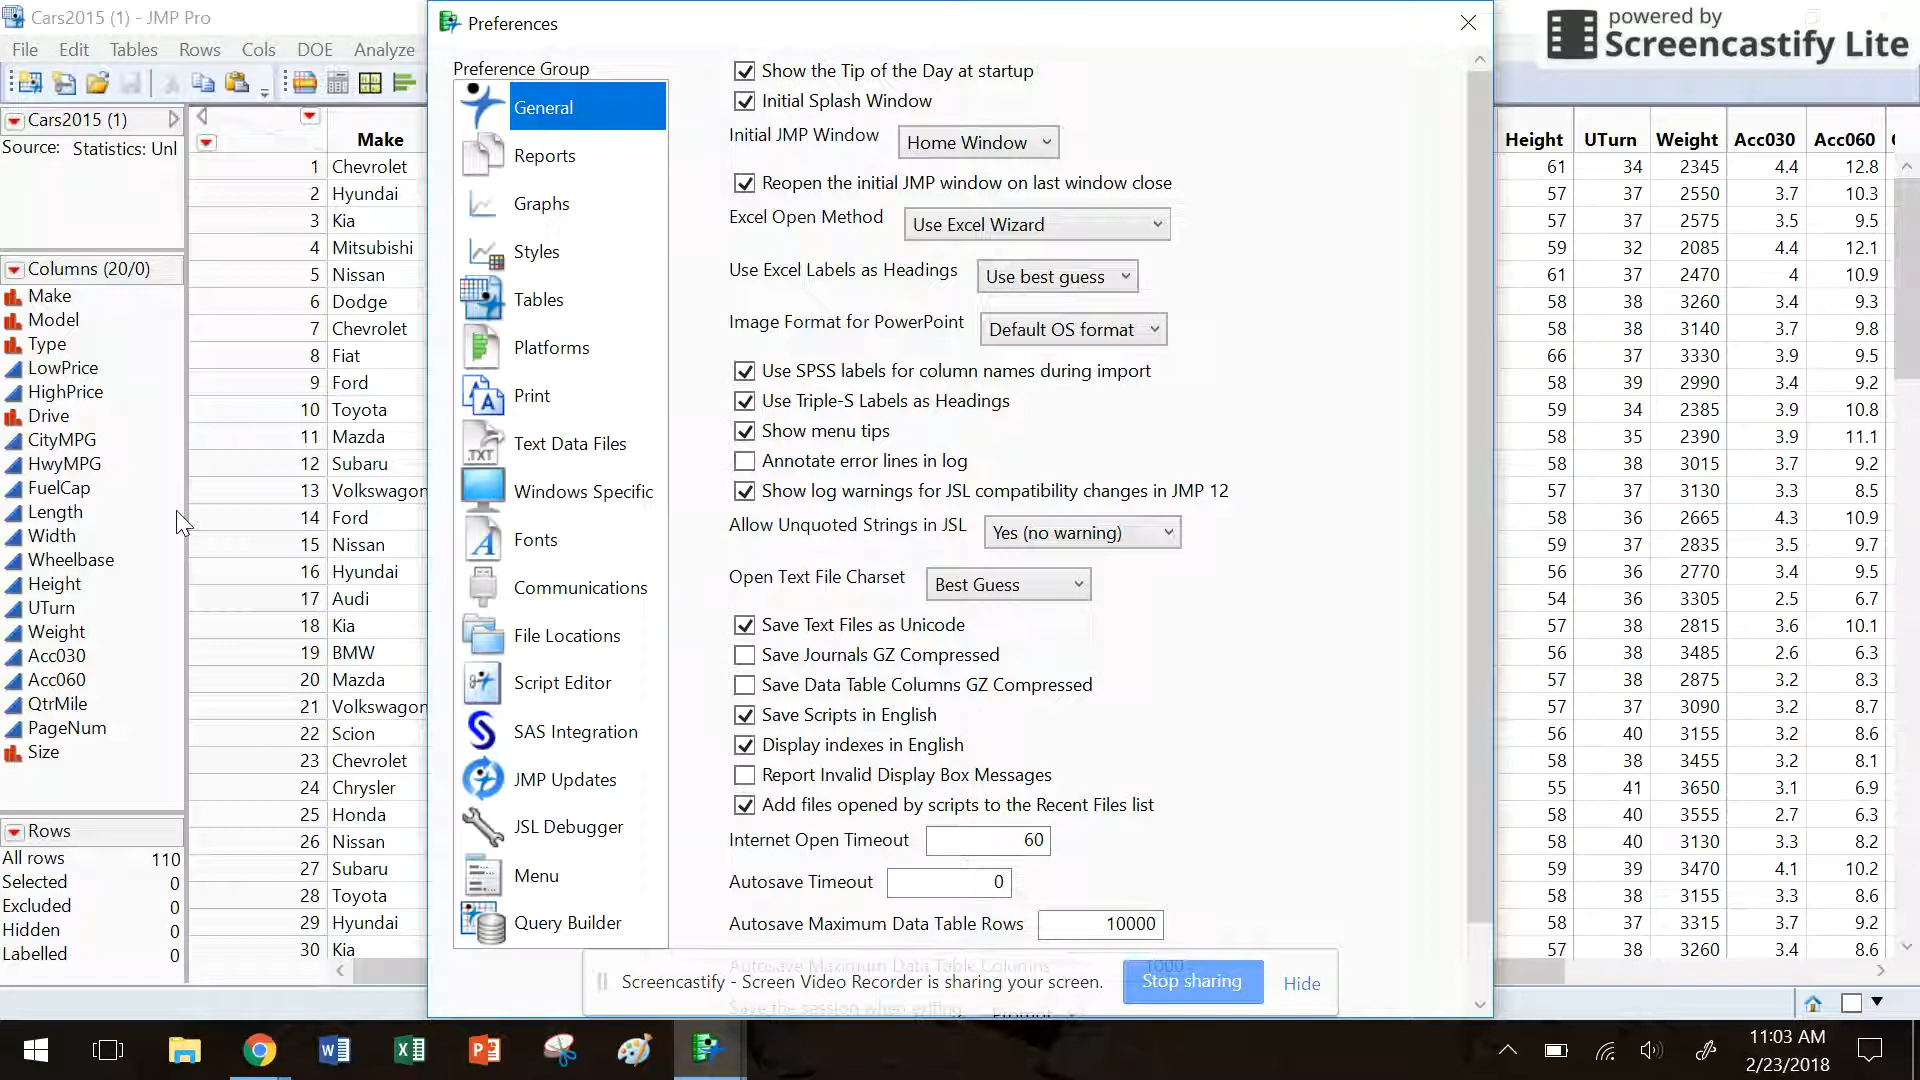 Cars2015 (1) - JMP Pro
File Edit Tables Rows Cols DOE Analyze
Cars2015 (1)
Source: Statistics: Unl
Columns (20/0)
Make
Model
Type
LowPrice
HighPrice
Drive
CityMPG
HwyMPG
FuelCap
Length
Width
Wheelbase
Height
UTurn
Weight
Acc030
Acc060
QtrMile
PageNum
Size
Rows
All rows 110
Selected 0
Excluded 0
Hidden 0
Labelled 0
Make
1 Chevrolet
2 Hyundai
3 Kia
4 Mitsubishi
5 Nissan
6 Dodge
7 Chevrolet
8 Fiat
9 Ford
10 Toyota
11 Mazda
12 Subaru
13 Volkswagon
14 Ford
15 Nissan
16 Hyundai
17 Audi
18 Kia
19 BMW
20 Mazda
21 Volkswagon
22 Scion
23 Chevrolet
24 Chrysler
25 Honda
26 Nissan
27 Subaru
28 Toyota
29 Hyundai
30 Kia
Preferences
Preference Group
General
Reports
Graphs
Styles
Tables
Platforms
Print
Text Data Files
Windows Specific
Fonts
Communications
File Locations
Script Editor
SAS Integration
JMP Updates
JSL Debugger
Menu
Query Builder
Show the Tip of the Day at startup
Initial Splash Window
Initial JMP Window Home Window
Reopen the initial JMP window on last window close
Excel Open Method Use Excel Wizard
Use Excel Labels as Headings Use best guess
Image Format for PowerPoint Default OS format
Use SPSS labels for column names during import
Use Triple-S Labels as Headings
Show menu tips
Annotate error lines in log
Show log warnings for JSL compatibility changes in JMP 12
Allow Unquoted Strings in JSL Yes (no warning)
Open Text File Charset Best Guess
Save Text Files as Unicode
Save Journals GZ Compressed
Save Data Table Columns GZ Compressed
Save Scripts in English
Display indexes in English
Report Invalid Display Box Messages
Add files opened by scripts to the Recent Files list
Internet Open Timeout 60
Autosave Timeout 0
Autosave Maximum Data Table Rows 10000
Autosave Maximum Data Table Columns 1000
Save the session when exiting Prompt
Screencastify - Screen Video Recorder is sharing your screen. Stop sharing Hide
powered by
Screencastify Lite
Height UTurn Weight Acc030 Acc060
61 34 2345 4.4 12.8
57 37 2550 3.7 10.3
57 37 2575 3.5 9.5
59 32 2085 4.4 12.1
61 37 2470 4 10.9
58 38 3260 3.4 9.3
58 38 3140 3.7 9.8
66 37 3330 3.9 9.5
58 39 2990 3.4 9.2
59 34 2385 3.9 10.8
58 35 2390 3.9 11.1
58 38 3015 3.7 9.2
57 37 3130 3.3 8.5
58 36 2665 4.3 10.9
59 37 2835 3.5 9.7
56 36 2770 3.4 9.5
54 36 3305 2.5 6.7
57 38 2815 3.6 10.1
56 38 3485 2.6 6.3
57 38 2875 3.2 8.3
57 37 3090 3.2 8.7
56 40 3155 3.2 8.6
58 38 3455 3.2 8.1
55 41 3650 3.1 6.9
58 40 3555 2.7 6.3
58 40 3130 3.3 8.2
59 39 3470 4.1 10.2
58 38 3155 3.3 8.6
58 37 3315 3.7 9.2
57 38 3260 3.4 8.6
11:03 AM
2/23/2018